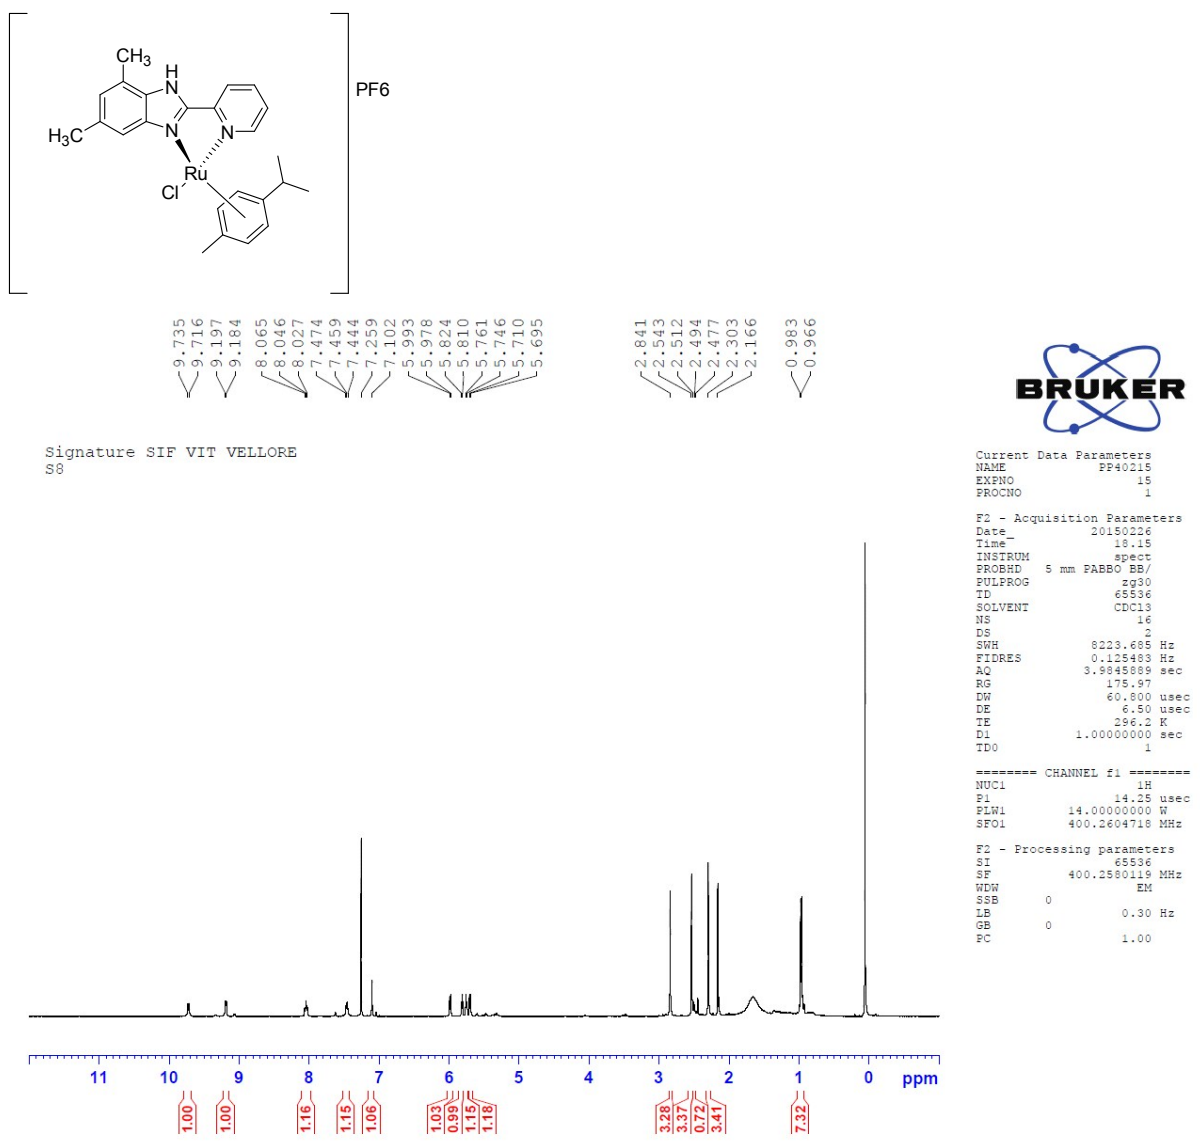 CH3
H
N
H3C
N
N
Ru
Cl
PF6
9.735
9.716
9.197
9.184
8.065
8.046
8.027
7.474
7.459
7.444
7.259
7.102
5.993
5.978
5.824
5.810
5.761
5.746
5.710
5.695
2.841
2.543
2.512
2.494
2.477
2.303
2.166
0.983
0.966
BRUKER
Signature SIF VIT VELLORE
S8
Current Data Parameters
NAME PP40215
EXPNO 15
PROCNO 1
F2 - Acquisition Parameters
Date_ 20150226
Time 18.15
INSTRUM spect
PROBHD 5 mm PABBO BB/
PULPROG zg30
TD 65536
SOLVENT CDCl3
NS 16
DS 2
SWH 8223.685 Hz
FIDRES 0.125483 Hz
AQ 3.9845889 sec
RG 175.97
DW 60.800 usec
DE 6.50 usec
TE 296.2 K
D1 1.00000000 sec
TD0 1
======== CHANNEL f1 ========
NUC1 1H
P1 14.25 usec
PLW1 14.00000000 W
SFO1 400.2604718 MHz
F2 - Processing parameters
SI 65536
SF 400.2580119 MHz
WDW EM
SSB 0
LB 0.30 Hz
GB 0
PC 1.00
11 10 9 8 7 6 5 4 3 2 1 0 ppm
1.00
1.00
1.16
1.15
1.06
1.03
0.99
1.15
1.18
3.28
3.37
0.72
3.41
7.32